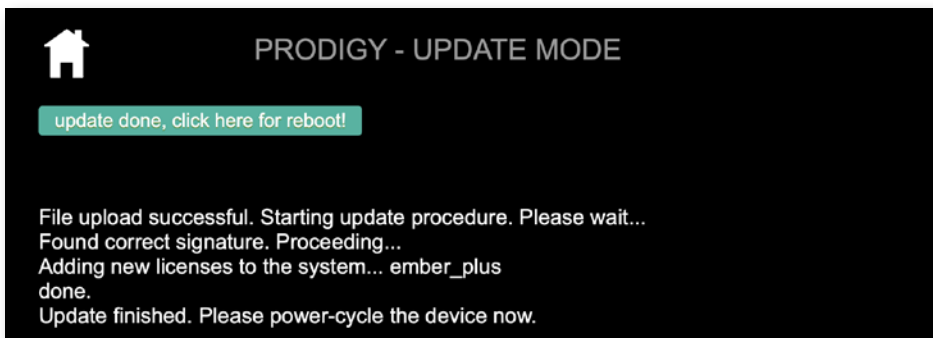 PRODIGY - UPDATE MODE
update done, click here for reboot!
File upload successful. Starting update procedure. Please wait...
Found correct signature. Proceeding...
Adding new licenses to the system... ember_plus
done.
Update finished. Please power-cycle the device now.